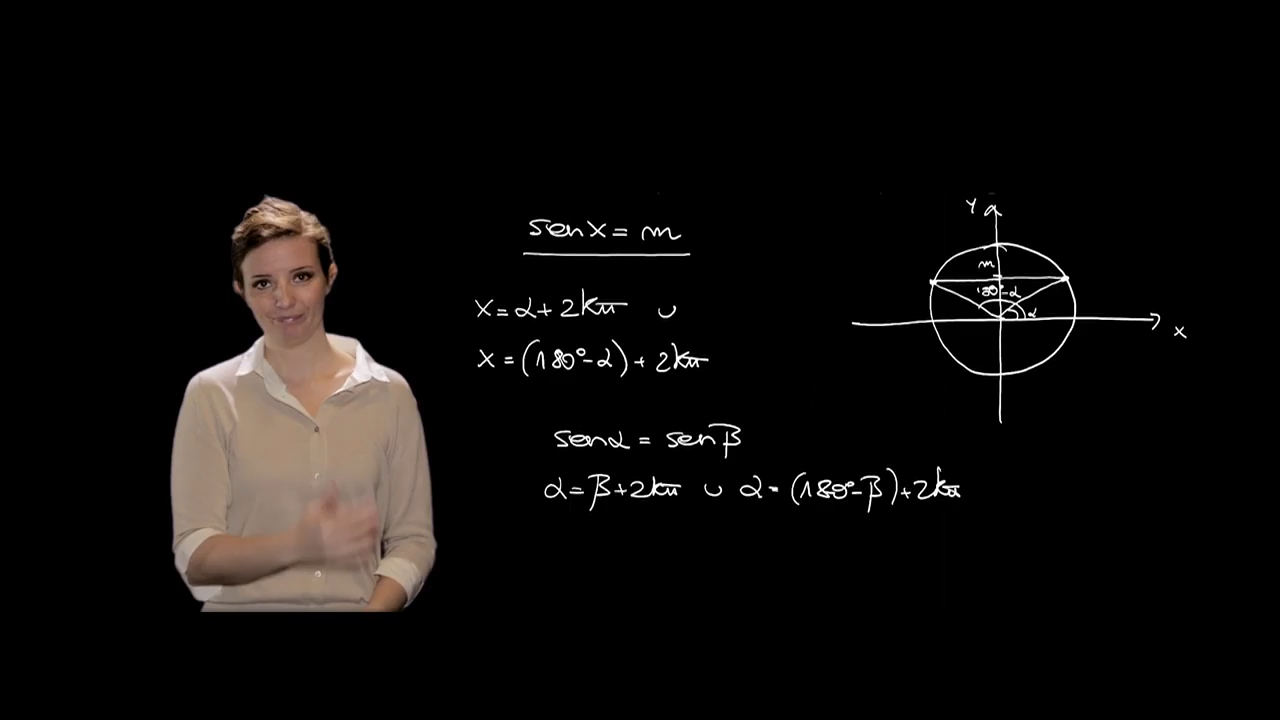 sen x = m
x = α + 2kπ ∪
x = (180° - α) + 2kπ
sen α = sen β
α = β + 2kπ ∪ α = (180° - β) + 2kπ
Y
m
180° - α
α
x